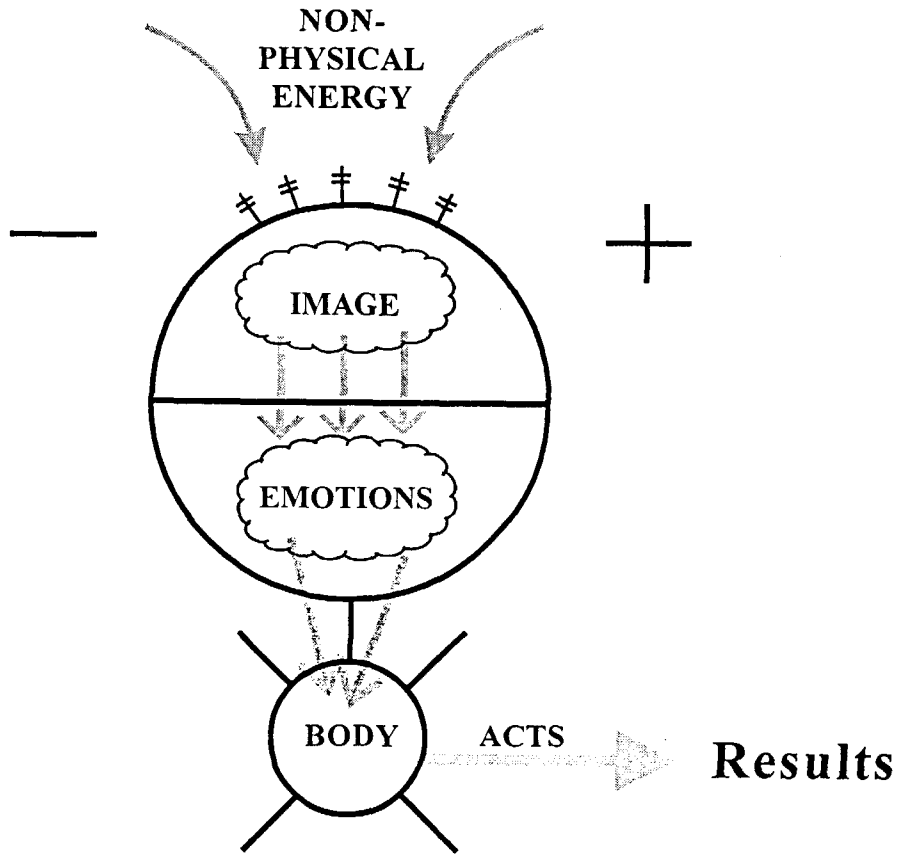 NON-
PHYSICAL
ENERGY
IMAGE
EMOTIONS
BODY
ACTS
Results